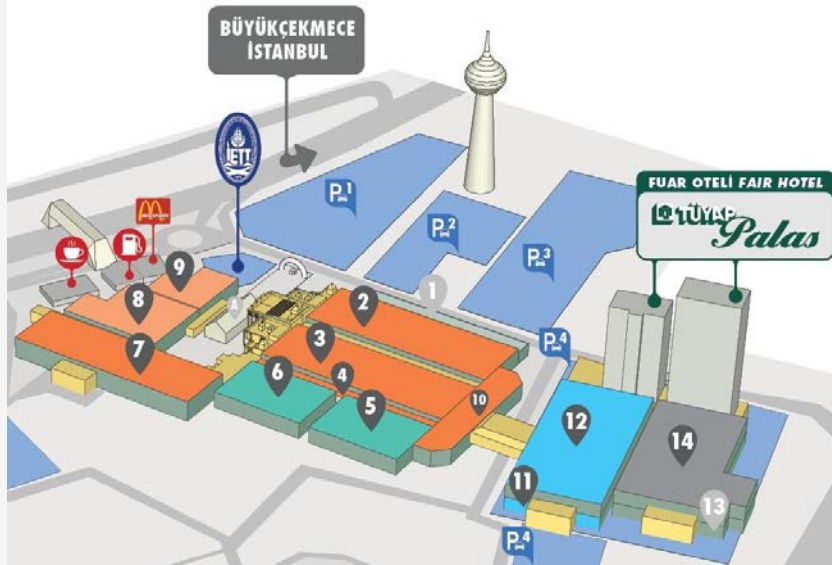 BÜYÜKÇEKMECE
İSTANBUL
İETT
P1
P2
P3
FUAR OTELİ FAIR HOTEL
TÜYAP
Palas
9
8
7
A
2
1
3
6
4
5
10
P4
12
14
11
13
P4